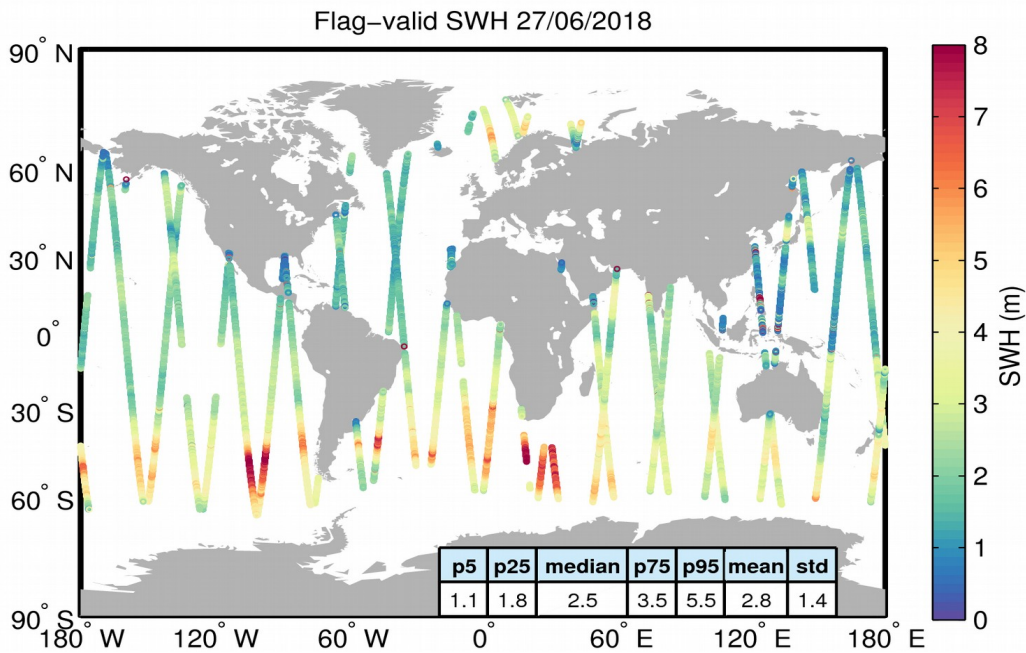 Flag−valid SWH 27/06/2018
90° N
60° N
30° N
0°
30° S
60° S
90° S
180° W
120° W
60° W
0°
60° E
120° E
180° E
p5 p25 median p75 p95 mean std
1.1 1.8 2.5 3.5 5.5 2.8 1.4
8
7
6
5
4
3
2
1
0
SWH (m)